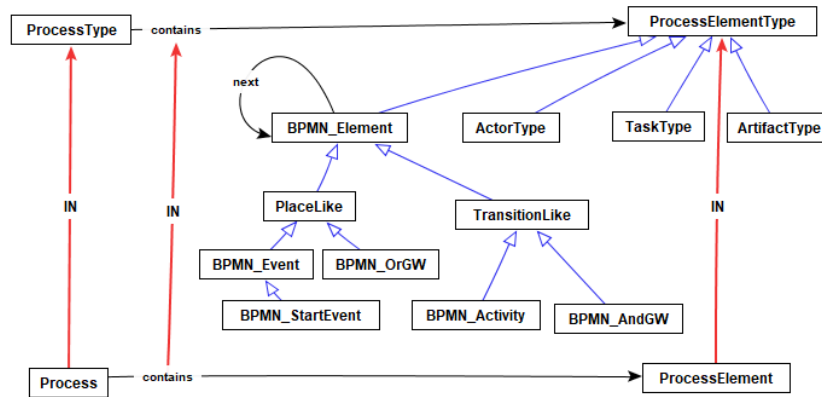 ProcessType
contains
ProcessElementType
next
BPMN_Element
ActorType
TaskType
ArtifactType
IN
IN
IN
PlaceLike
TransitionLike
BPMN_Event
BPMN_OrGW
BPMN_StartEvent
BPMN_Activity
BPMN_AndGW
Process
contains
ProcessElement